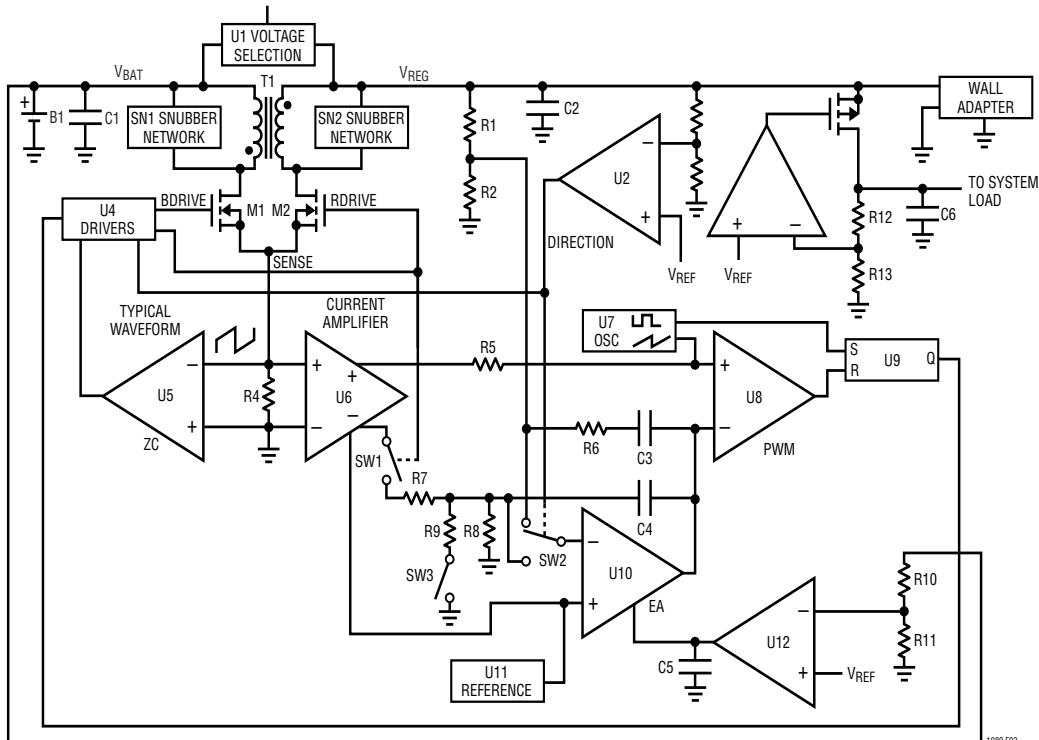 U1 VOLTAGE
SELECTION
VBAT
T1
VREG
+
B1
C1
SN1 SNUBBER
NETWORK
SN2 SNUBBER
NETWORK
R1
R2
C2
−
U2
+
DIRECTION
VREF
+
−
VREF
WALL
ADAPTER
TO SYSTEM
LOAD
R12
C6
R13
U4
DRIVERS
BDRIVE
M1
M2
RDRIVE
SENSE
TYPICAL
WAVEFORM
CURRENT
AMPLIFIER
−
U5
+
ZC
R4
+
+
U6
−
−
R5
U7
OSC
+
U8
−
PWM
S
R
U9
Q
R6
C3
SW1
R7
C4
R9
R8
SW2
SW3
−
U10
+
EA
U11
REFERENCE
C5
−
U12
+
VREF
R10
R11